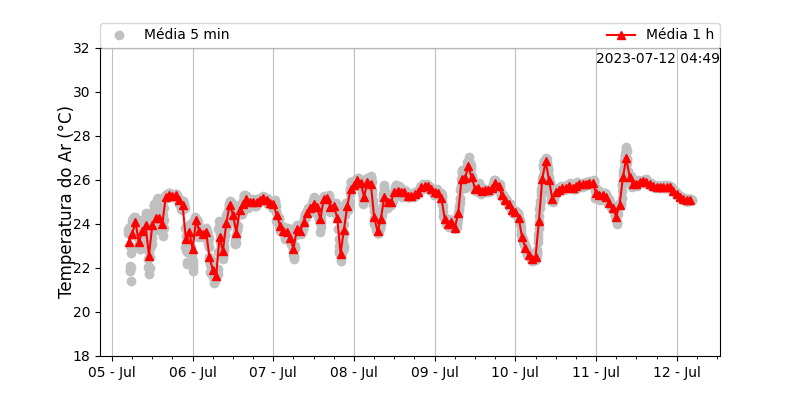 Média 5 min
Média 1 h
2023-07-12 04:49
Temperatura do Ar (°C)
32
30
28
26
24
22
20
18
05 - Jul
06 - Jul
07 - Jul
08 - Jul
09 - Jul
10 - Jul
11 - Jul
12 - Jul